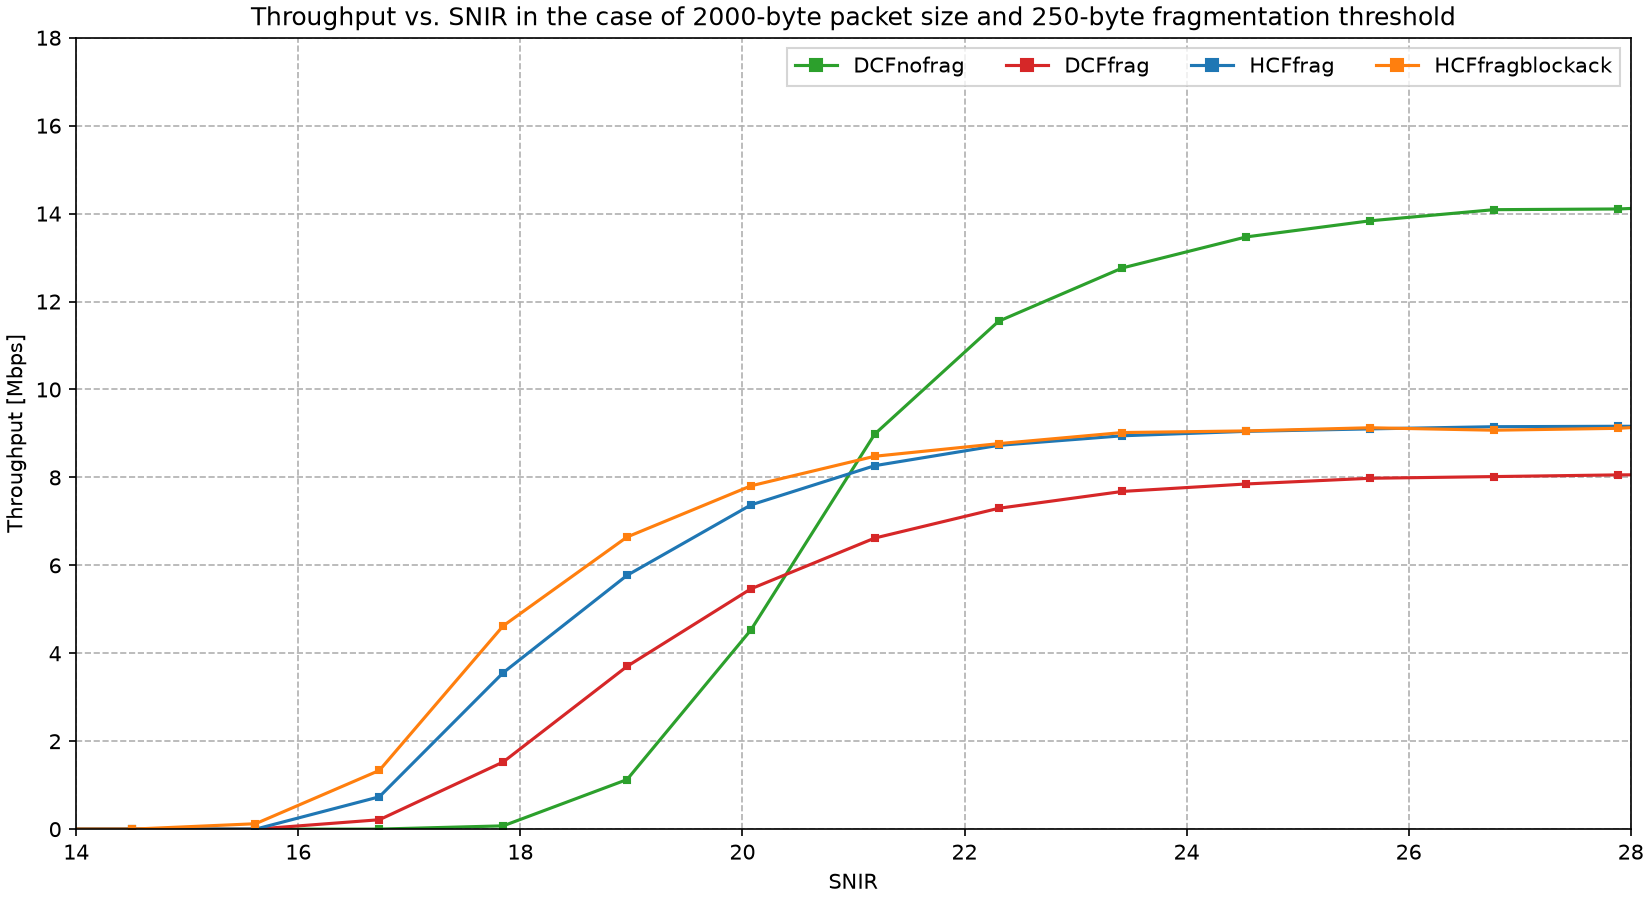 Throughput vs. SNIR in the case of 2000-byte packet size and 250-byte fragmentation threshold
DCFnofrag DCFfrag HCFfrag HCFfragblockack
Throughput [Mbps]
18
16
14
12
10
8
6
4
2
0
14 16 18 20 22 24 26 28
SNIR